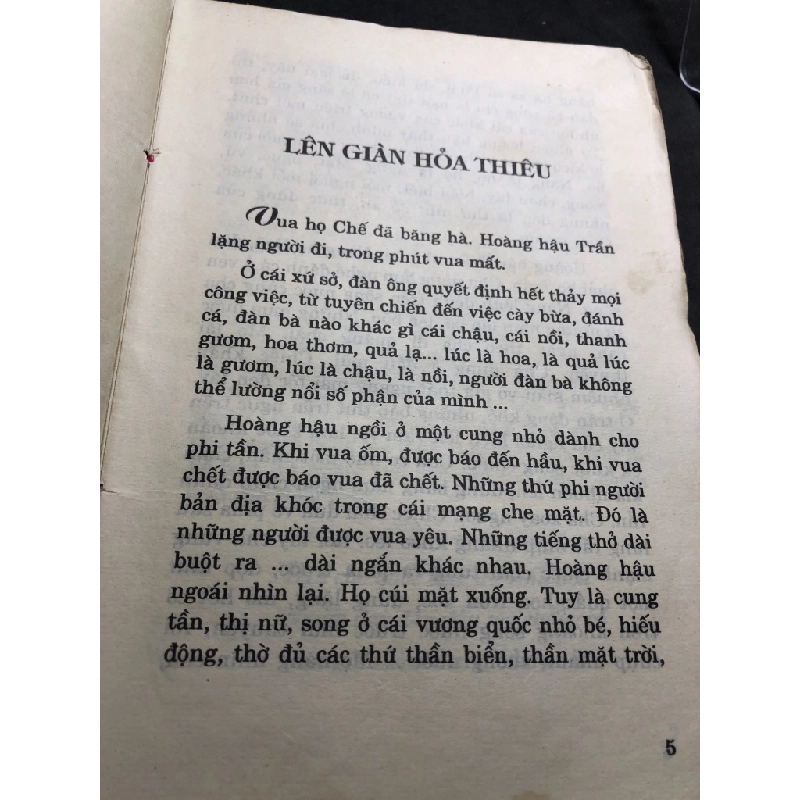 LÊN GIÀN HỎA THIÊU
Vua họ Chế đã băng hà. Hoàng hậu Trần
lặng người đi, trong phút vua mất.
Ở cái xứ sở, đàn ông quyết định hết thảy mọi
công việc, từ tuyên chiến đến việc cày bừa, đánh
cá, đàn bà nào khác gì cái chậu, cái nồi, thanh
gươm, hoa thơm, quả lạ... lúc là hoa, là quả lúc
là gươm, lúc là chậu, là nồi, người đàn bà không
thể lường nổi số phận của mình ...
Hoàng hậu ngồi ở một cung nhỏ dành cho
phi tần. Khi vua ốm, được báo đến hầu, khi vua
chết được báo vua đã chết. Những thứ phi người
bản địa khóc trong cái mạng che mặt. Đó là
những người được vua yêu. Những tiếng thở dài
buột ra ... dài ngắn khác nhau. Hoàng hậu
ngoái nhìn lại. Họ cúi mặt xuống. Tuy là cung
tần, thị nữ, song ở cái vương quốc nhỏ bé, hiếu
động, thờ đủ các thứ thần biển, thần mặt trời,
5